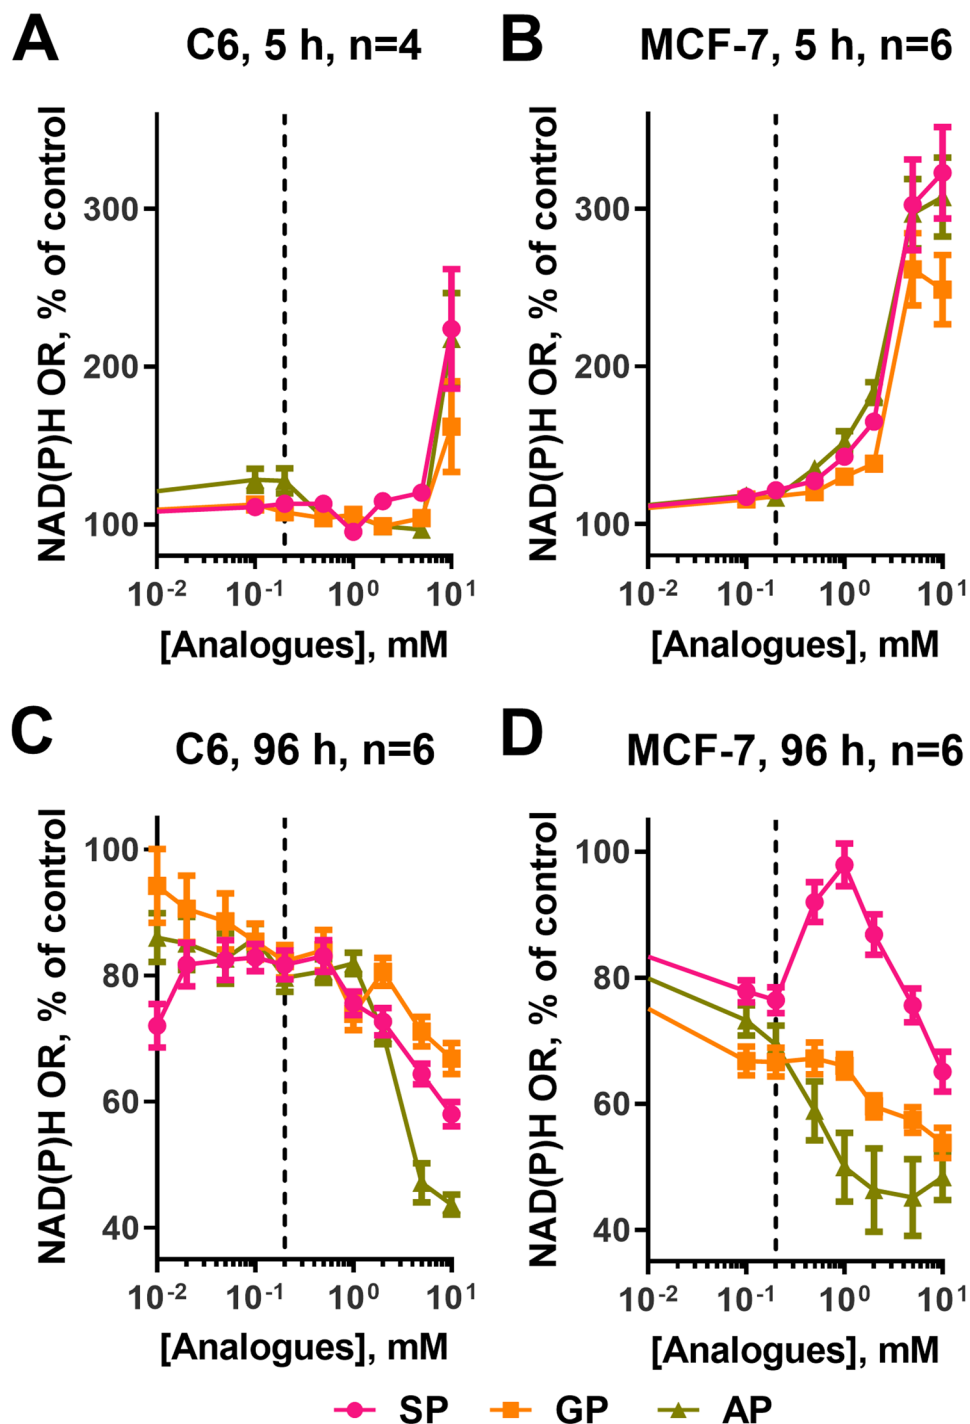 A
C6, 5 h, n=4
NAD(P)H OR, % of control
300
200
100
10-2
10-1
100
101
[Analogues], mM
B
MCF-7, 5 h, n=6
NAD(P)H OR, % of control
300
200
100
10-2
10-1
100
101
[Analogues], mM
C
C6, 96 h, n=6
NAD(P)H OR, % of control
100
80
60
40
10-2
10-1
100
101
[Analogues], mM
D
MCF-7, 96 h, n=6
NAD(P)H OR, % of control
100
80
60
40
10-2
10-1
100
101
[Analogues], mM
SP GP AP